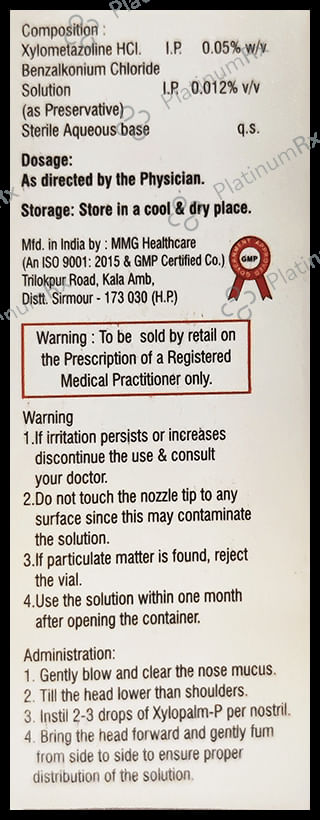 Composition :
Xylometazoline HCl. I.P. 0.05% w/v
Benzalkonium Chloride
Solution I.P. 0.012% v/v
(as Preservative)
Sterile Aqueous base q.s.
Dosage:
As directed by the Physician.
Storage: Store in a cool & dry place.
Mfd. in India by : MMG Healthcare
(An ISO 9001: 2015 & GMP Certified Co.)
Trilokpur Road, Kala Amb,
Distt. Sirmour - 173 030 (H.P.)
GOVERNMENT APPROVED
GMP
Warning : To be sold by retail on
the Prescription of a Registered
Medical Practitioner only.
Warning
1.If irritation persists or increases
discontinue the use & consult
your doctor.
2.Do not touch the nozzle tip to any
surface since this may contaminate
the solution.
3.If particulate matter is found, reject
the vial.
4.Use the solution within one month
after opening the container.
Administration:
1. Gently blow and clear the nose mucus.
2. Till the head lower than shoulders.
3. Instil 2-3 drops of Xylopalm-P per nostril.
4. Bring the head forward and gently furn
from side to side to ensure proper
distribution of the solution.
PlatinumRx
PlatinumRx
PlatinumRx